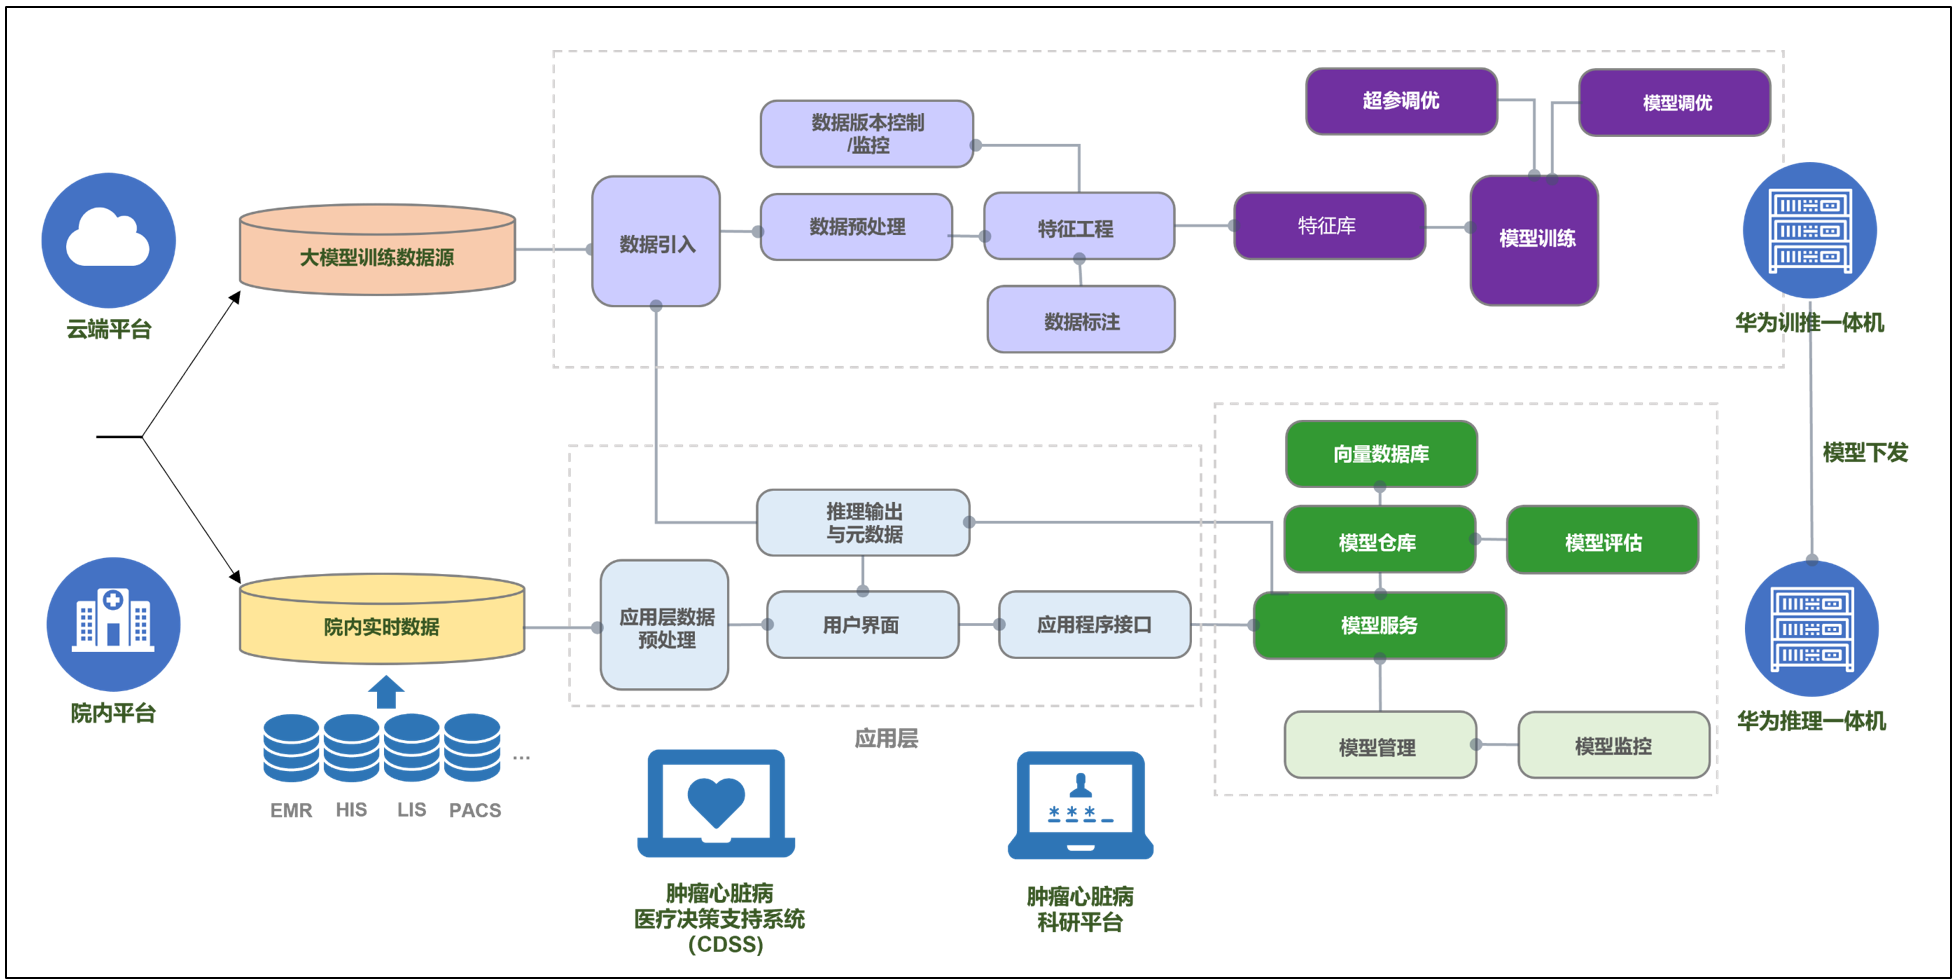 超参调优
模型调优
数据版本控制
/监控
数据引入
数据预处理
特征工程
特征库
模型训练
大模型训练数据源
云端平台
数据标注
华为训推一体机
向量数据库
模型下发
推理输出
与元数据
模型仓库
模型评估
院内实时数据
应用层数据
预处理
用户界面
应用程序接口
模型服务
院内平台
华为推理一体机
应用层
模型管理
模型监控
...
EMR
HIS
LIS
PACS
***_
肿瘤心脏病
医疗决策支持系统
（CDSS)
肿瘤心脏病
科研平台